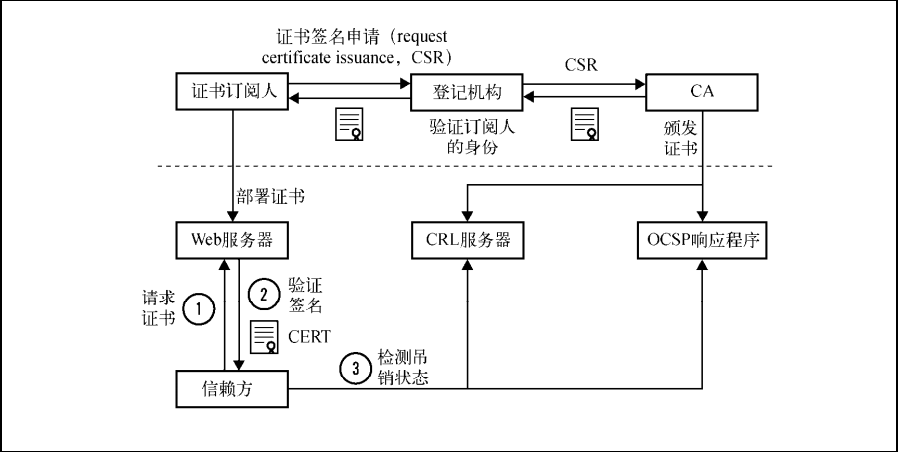 证书签名申请（request
certificate issuance，CSR）
CSR
证书订阅人
登记机构
CA
验证订阅人
的身份
颁发
证书
部署证书
Web服务器
CRL服务器
OCSP响应程序
请求
证书
1
2
验证
签名
CERT
3
检测吊
销状态
信赖方